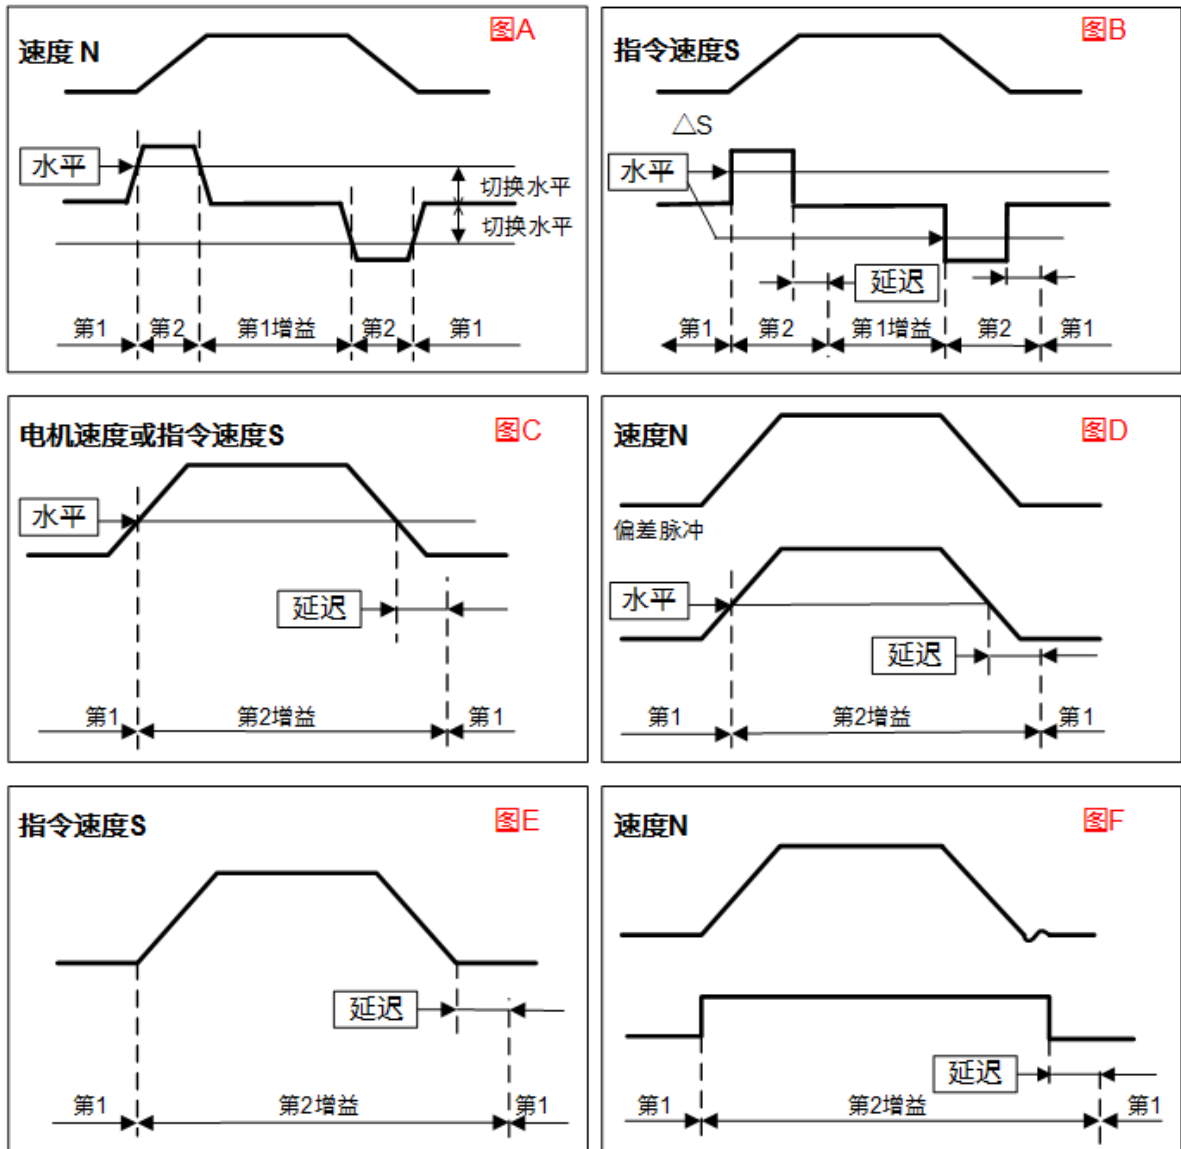 速度 N
图A
水平
切换水平
切换水平
第1
第2
第1增益
第2
第1
指令速度S
图B
△S
水平
延迟
第1
第2
第1增益
第2
第1
电机速度或指令速度S
图C
水平
延迟
第1
第2增益
第1
速度N
图D
偏差脉冲
水平
延迟
第1
第2增益
第1
指令速度S
图E
延迟
第1
第2增益
第1
速度N
图F
延迟
第1
第2增益
第1